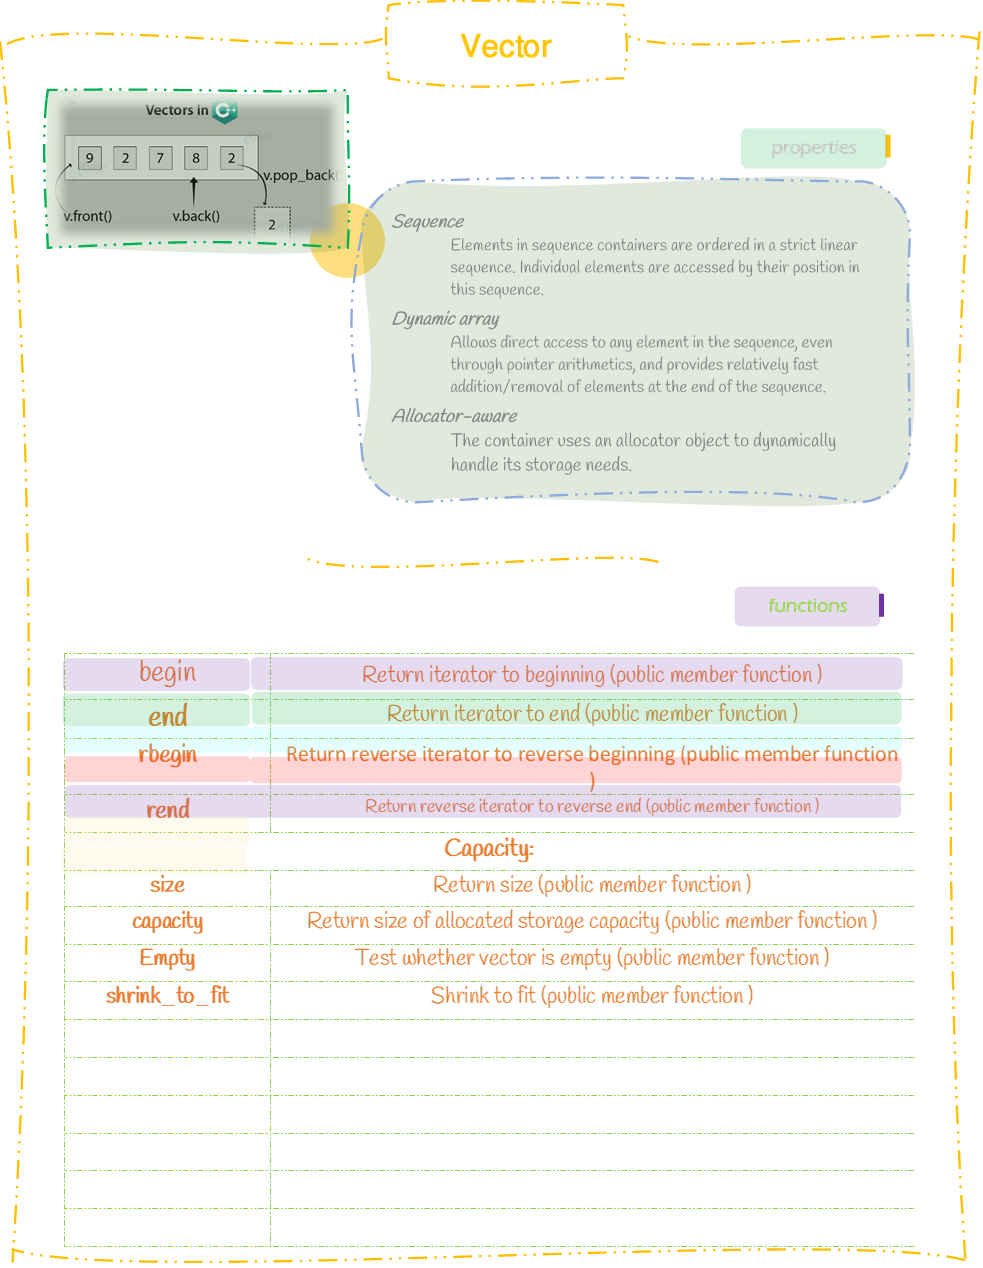 Vector
Vectors in C++
9 2 7 8 2
v.pop_back(
v.front()
v.back()
2
properties
Sequence
Elements in sequence containers are ordered in a strict linear
sequence. Individual elements are accessed by their position in
this sequence.
Dynamic array
Allows direct access to any element in the sequence, even
through pointer arithmetics, and provides relatively fast
addition/removal of elements at the end of the sequence.
Allocator-aware
The container uses an allocator object to dynamically
handle its storage needs.
functions
begin Return iterator to beginning (public member function )
end Return iterator to end (public member function )
rbegin Return reverse iterator to reverse beginning (public member function
)
rend Return reverse iterator to reverse end (public member function )
Capacity:
size Return size (public member function )
capacity Return size of allocated storage capacity (public member function )
Empty Test whether vector is empty (public member function )
shrink_to_fit Shrink to fit (public member function )